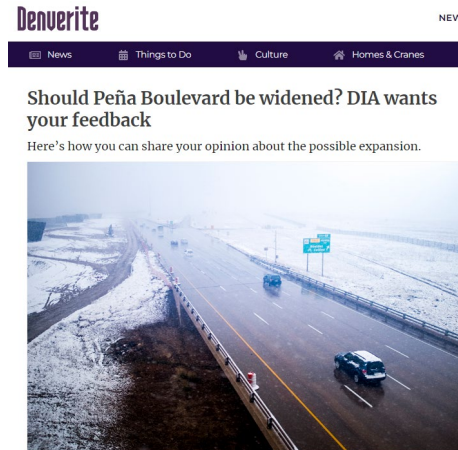 Denverite
NEW
News
Things to Do
Culture
Homes & Cranes
Should Peña Boulevard be widened? DIA wants
your feedback
Here's how you can share your opinion about the possible expansion.